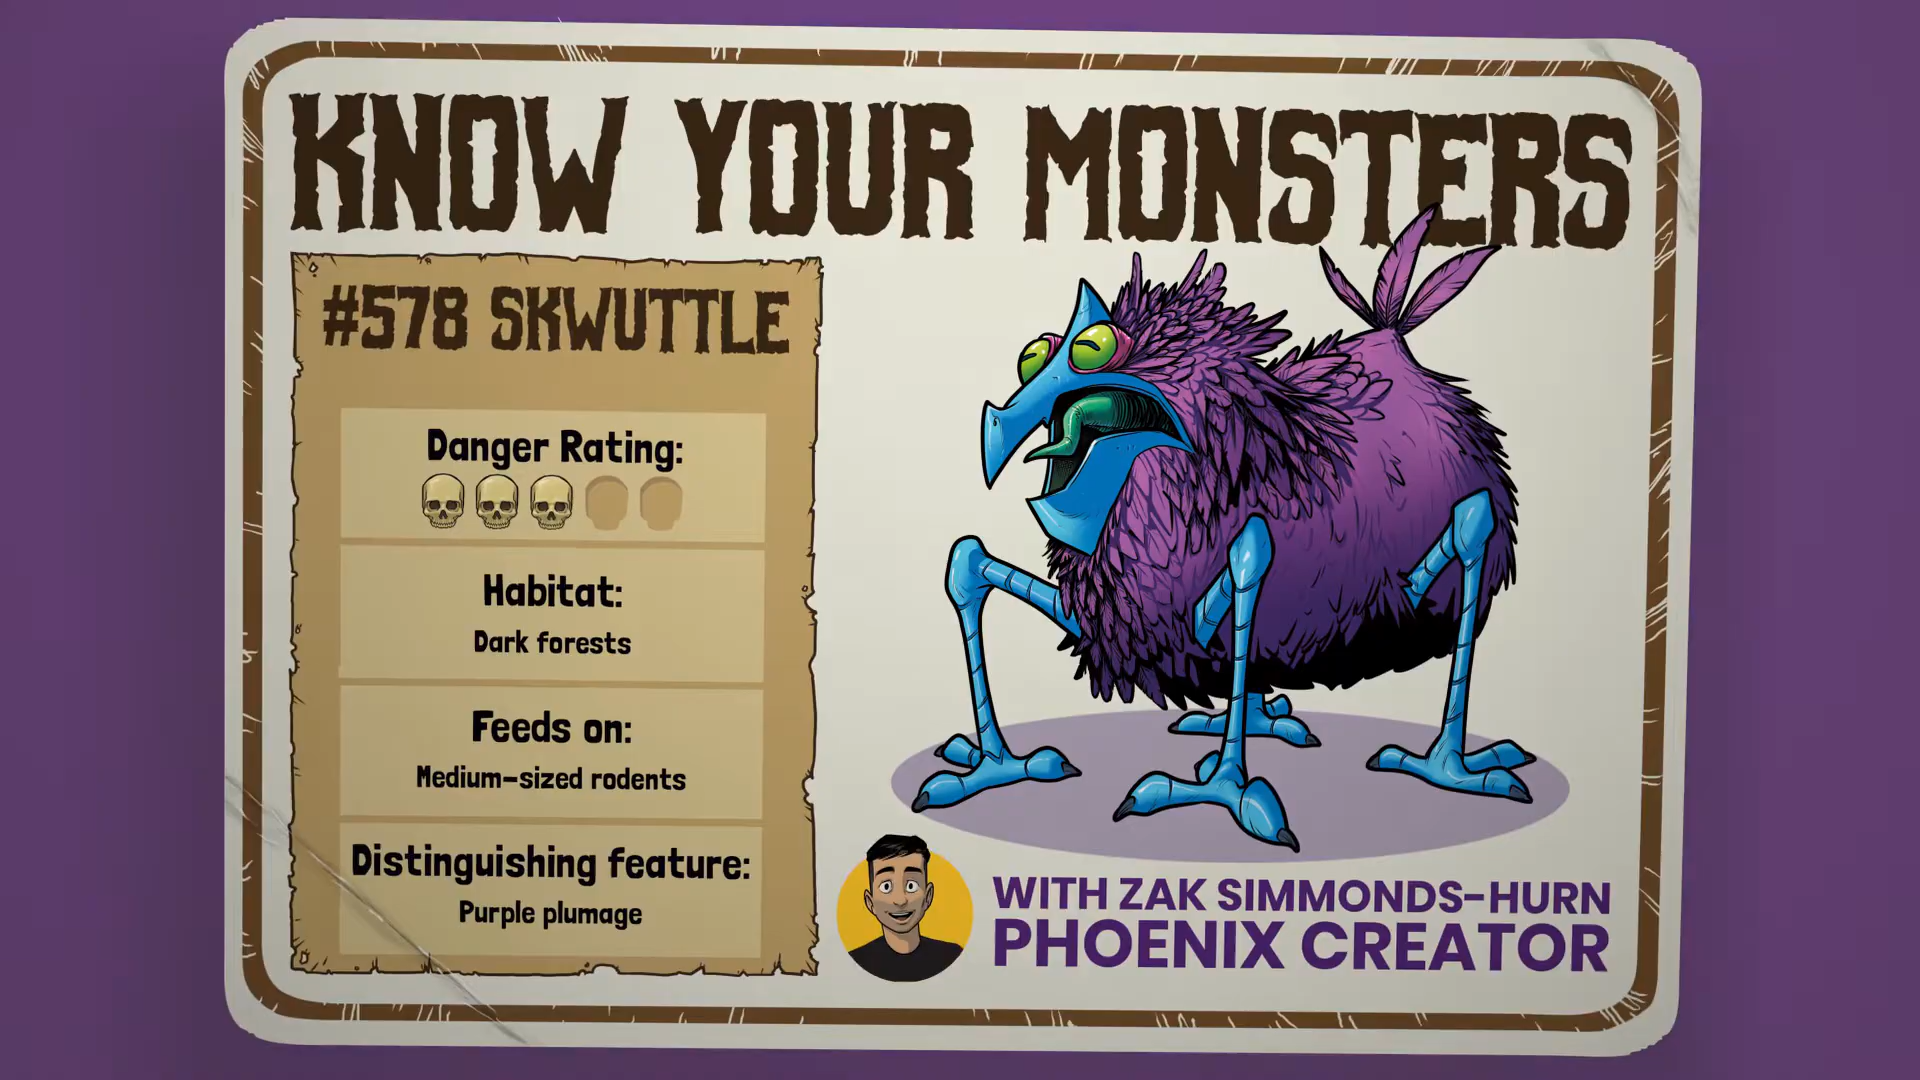 KNOW YOUR MONSTERS
#578 SKWUTTLE
Danger Rating:
Habitat:
Dark forests
Feeds on:
Medium-sized rodents
Distinguishing feature:
Purple plumage
WITH ZAK SIMMONDS-HURN
PHOENIX CREATOR